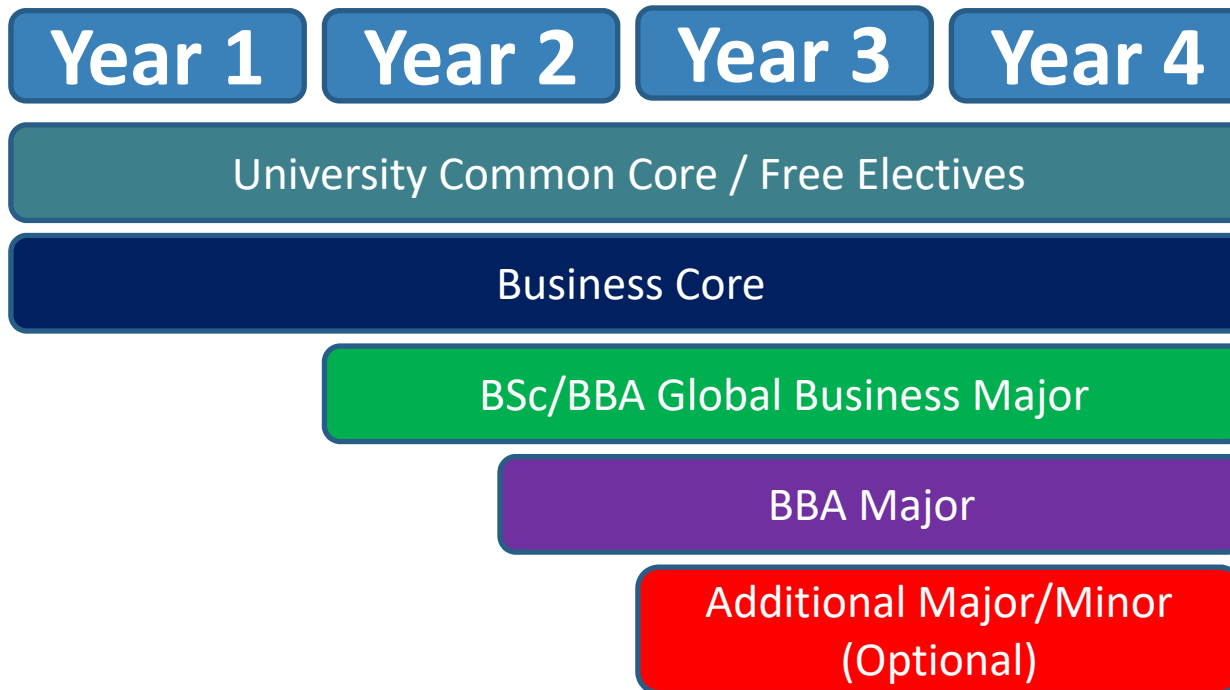 Year 1 Year 2 Year 3 Year 4
University Common Core / Free Electives
Business Core
BSc/BBA Global Business Major
BBA Major
Additional Major/Minor
(Optional)